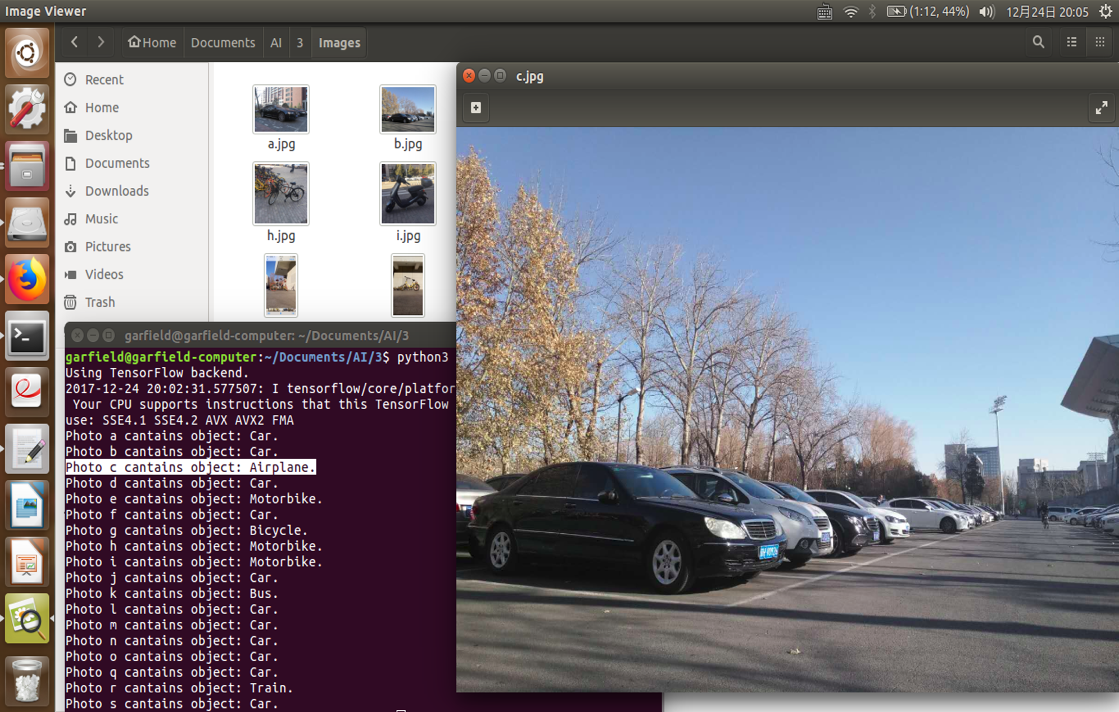 Image Viewer
(1:12, 44%)
12月24日 20:05
Home
Documents
AI
3
Images
Recent
Home
Desktop
Documents
Downloads
Music
Pictures
Videos
Trash
a.jpg
b.jpg
h.jpg
i.jpg
c.jpg
garfield@garfield-computer: ~/Documents/AI/3
garfield@garfield-computer:~/Documents/AI/3$ python3
Using TensorFlow backend.
2017-12-24 20:02:31.577507: I tensorflow/core/platfor
Your CPU supports instructions that this TensorFlow
use: SSE4.1 SSE4.2 AVX AVX2 FMA
Photo a cantains object: Car.
Photo b cantains object: Car.
Photo c cantains object: Airplane.
Photo d cantains object: Car.
Photo e cantains object: Motorbike.
Photo f cantains object: Car.
Photo g cantains object: Bicycle.
Photo h cantains object: Motorbike.
Photo i cantains object: Motorbike.
Photo j cantains object: Car.
Photo k cantains object: Bus.
Photo l cantains object: Car.
Photo m cantains object: Car.
Photo n cantains object: Car.
Photo o cantains object: Car.
Photo q cantains object: Car.
Photo r cantains object: Train.
Photo s cantains object: Car.